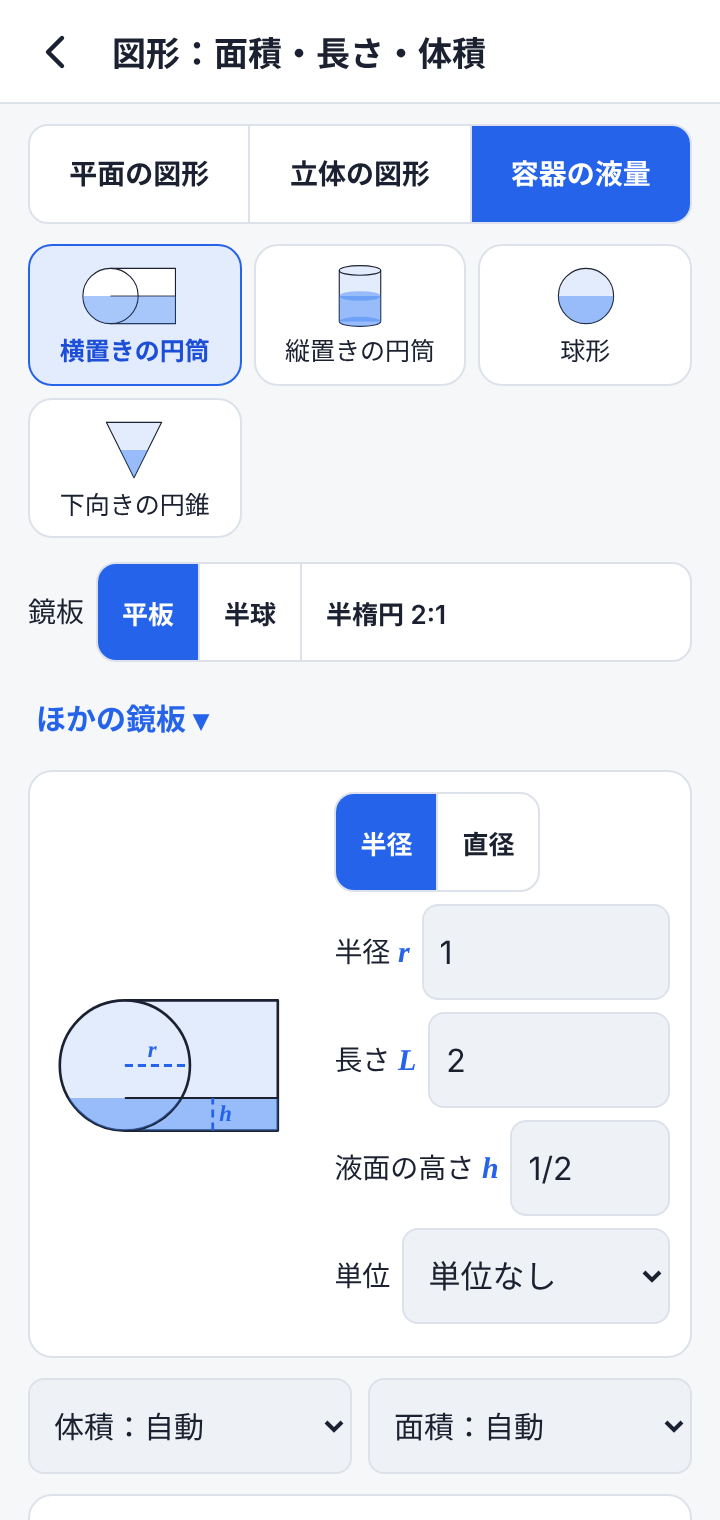 図形：面積・長さ・体積
平面の図形
立体の図形
容器の液量
横置きの円筒
縦置きの円筒
球形
下向きの円錐
鏡板
平板
半球
半楕円 2:1
ほかの鏡板 ▾
半径
直径
半径 r
1
r
長さ L
2
h
液面の高さ h
1/2
単位
単位なし
体積：自動
面積：自動